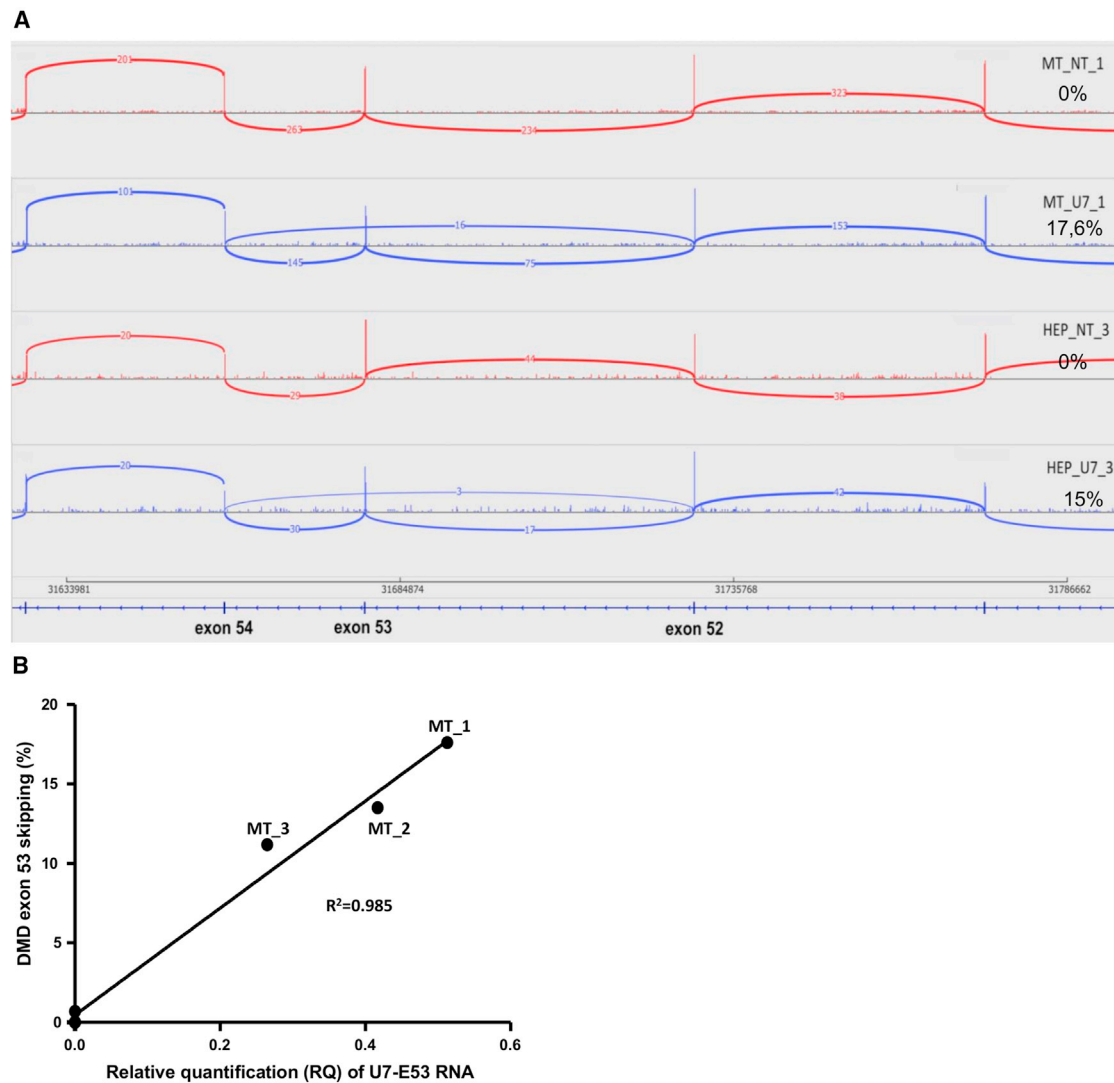 A
201
263
234
323
MT_NT_1
0%
101
145
16
75
153
MT_U7_1
17,6%
20
29
44
38
HEP_NT_3
0%
20
30
3
17
42
HEP_U7_3
15%
31633981 31684874 31735768 31786662
exon 54 exon 53 exon 52
B
DMD exon 53 skipping (%)
20
15
10
5
0
MT_1
MT_2
MT_3
R²=0.985
0.0 0.2 0.4 0.6
Relative quantification (RQ) of U7-E53 RNA